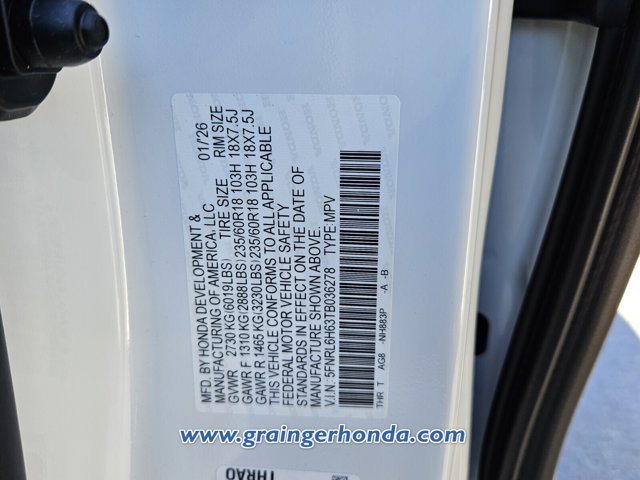 MFD. BY HONDA DEVELOPMENT & 01/26
MANUFACTURING OF AMERICA, LLC
GVWR 2730 KG(6019LBS) TIRE SIZE RIM SIZE
GAWR F 1310 KG(2888LBS)235/60R18 103H 18X7.5J
GAWR R 1465 KG(3230LBS)235/60R18 103H 18X7.5J
THIS VEHICLE CONFORMS TO ALL APPLICABLE
FEDERAL MOTOR VEHICLE SAFETY
STANDARDS IN EFFECT ON THE DATE OF
MANUFACTURE SHOWN ABOVE.
V.I.N.: 5FNRL6H63TB036278 TYPE:MPV
THR T AG8 -NH883P -A -B-
THRA0
www.graingerhonda.com